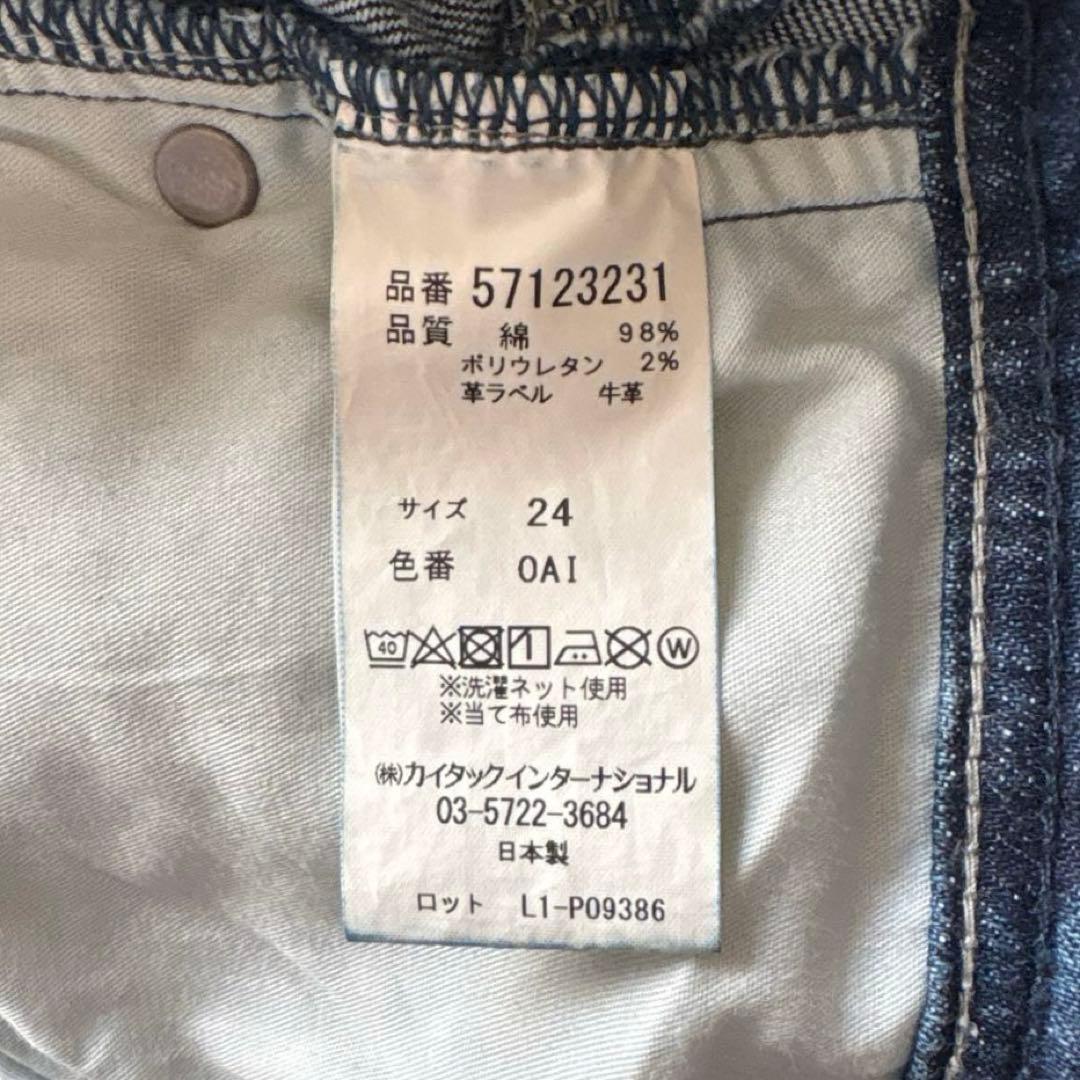 品番 57123231
品質 綿 98%
ポリウレタン 2%
革ラベル 牛革
サイズ 24
色番 0AI
40 1 W
※洗濯ネット使用
※当て布使用
㈱カイタックインターナショナル
03-5722-3684
日本製
ロット L1-P09386